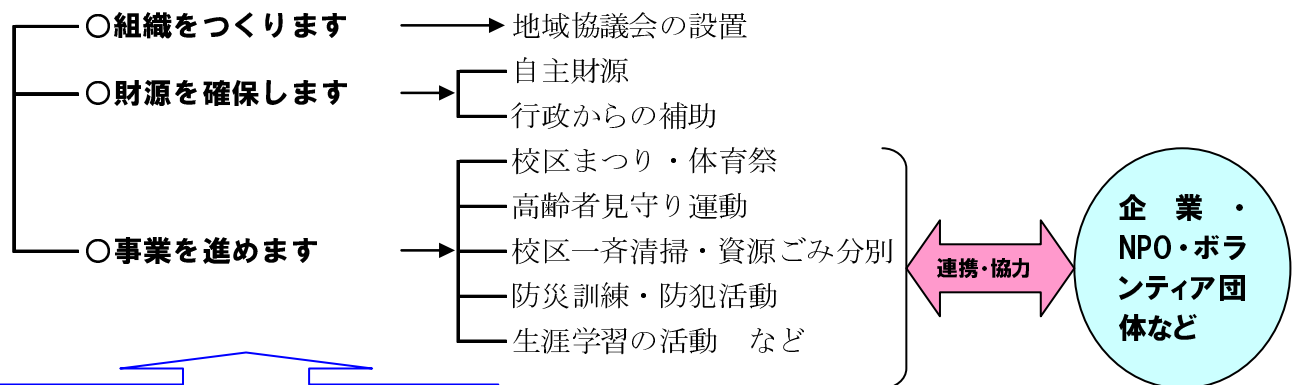 〇組織をつくります
地域協議会の設置
〇財源を確保します
自主財源
行政からの補助
〇事業を進めます
校区まつり・体育祭
高齢者見守り運動
校区一斉清掃・資源ごみ分別
防災訓練・防犯活動
生涯学習の活動　など
連携・協力
企業・
NPO・ボラ
ンティア団
体など